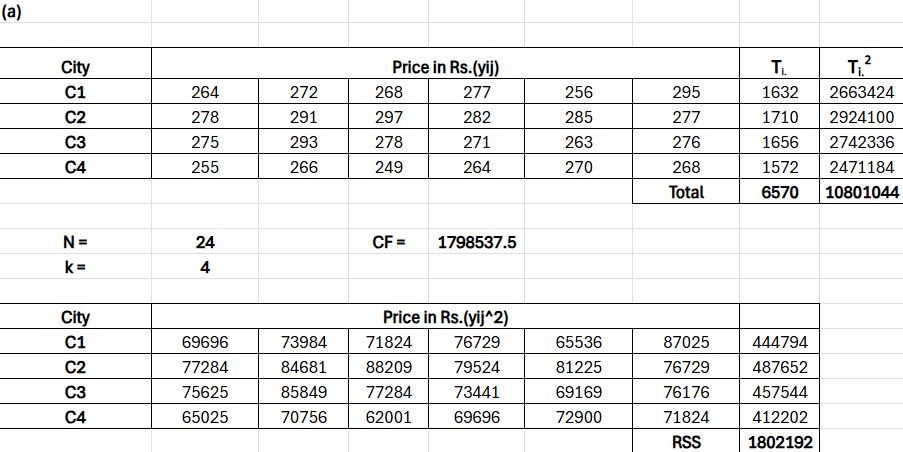 (a)
City Price in Rs.(yij) Ti. Ti.²
C1 264 272 268 277 256 295 1632 2663424
C2 278 291 297 282 285 277 1710 2924100
C3 275 293 278 271 263 276 1656 2742336
C4 255 266 249 264 270 268 1572 2471184
Total 6570 10801044
N = 24 CF = 1798537.5
k = 4
City Price in Rs.(yij^2)
C1 69696 73984 71824 76729 65536 87025 444794
C2 77284 84681 88209 79524 81225 76729 487652
C3 75625 85849 77284 73441 69169 76176 457544
C4 65025 70756 62001 69696 72900 71824 412202
RSS 1802192